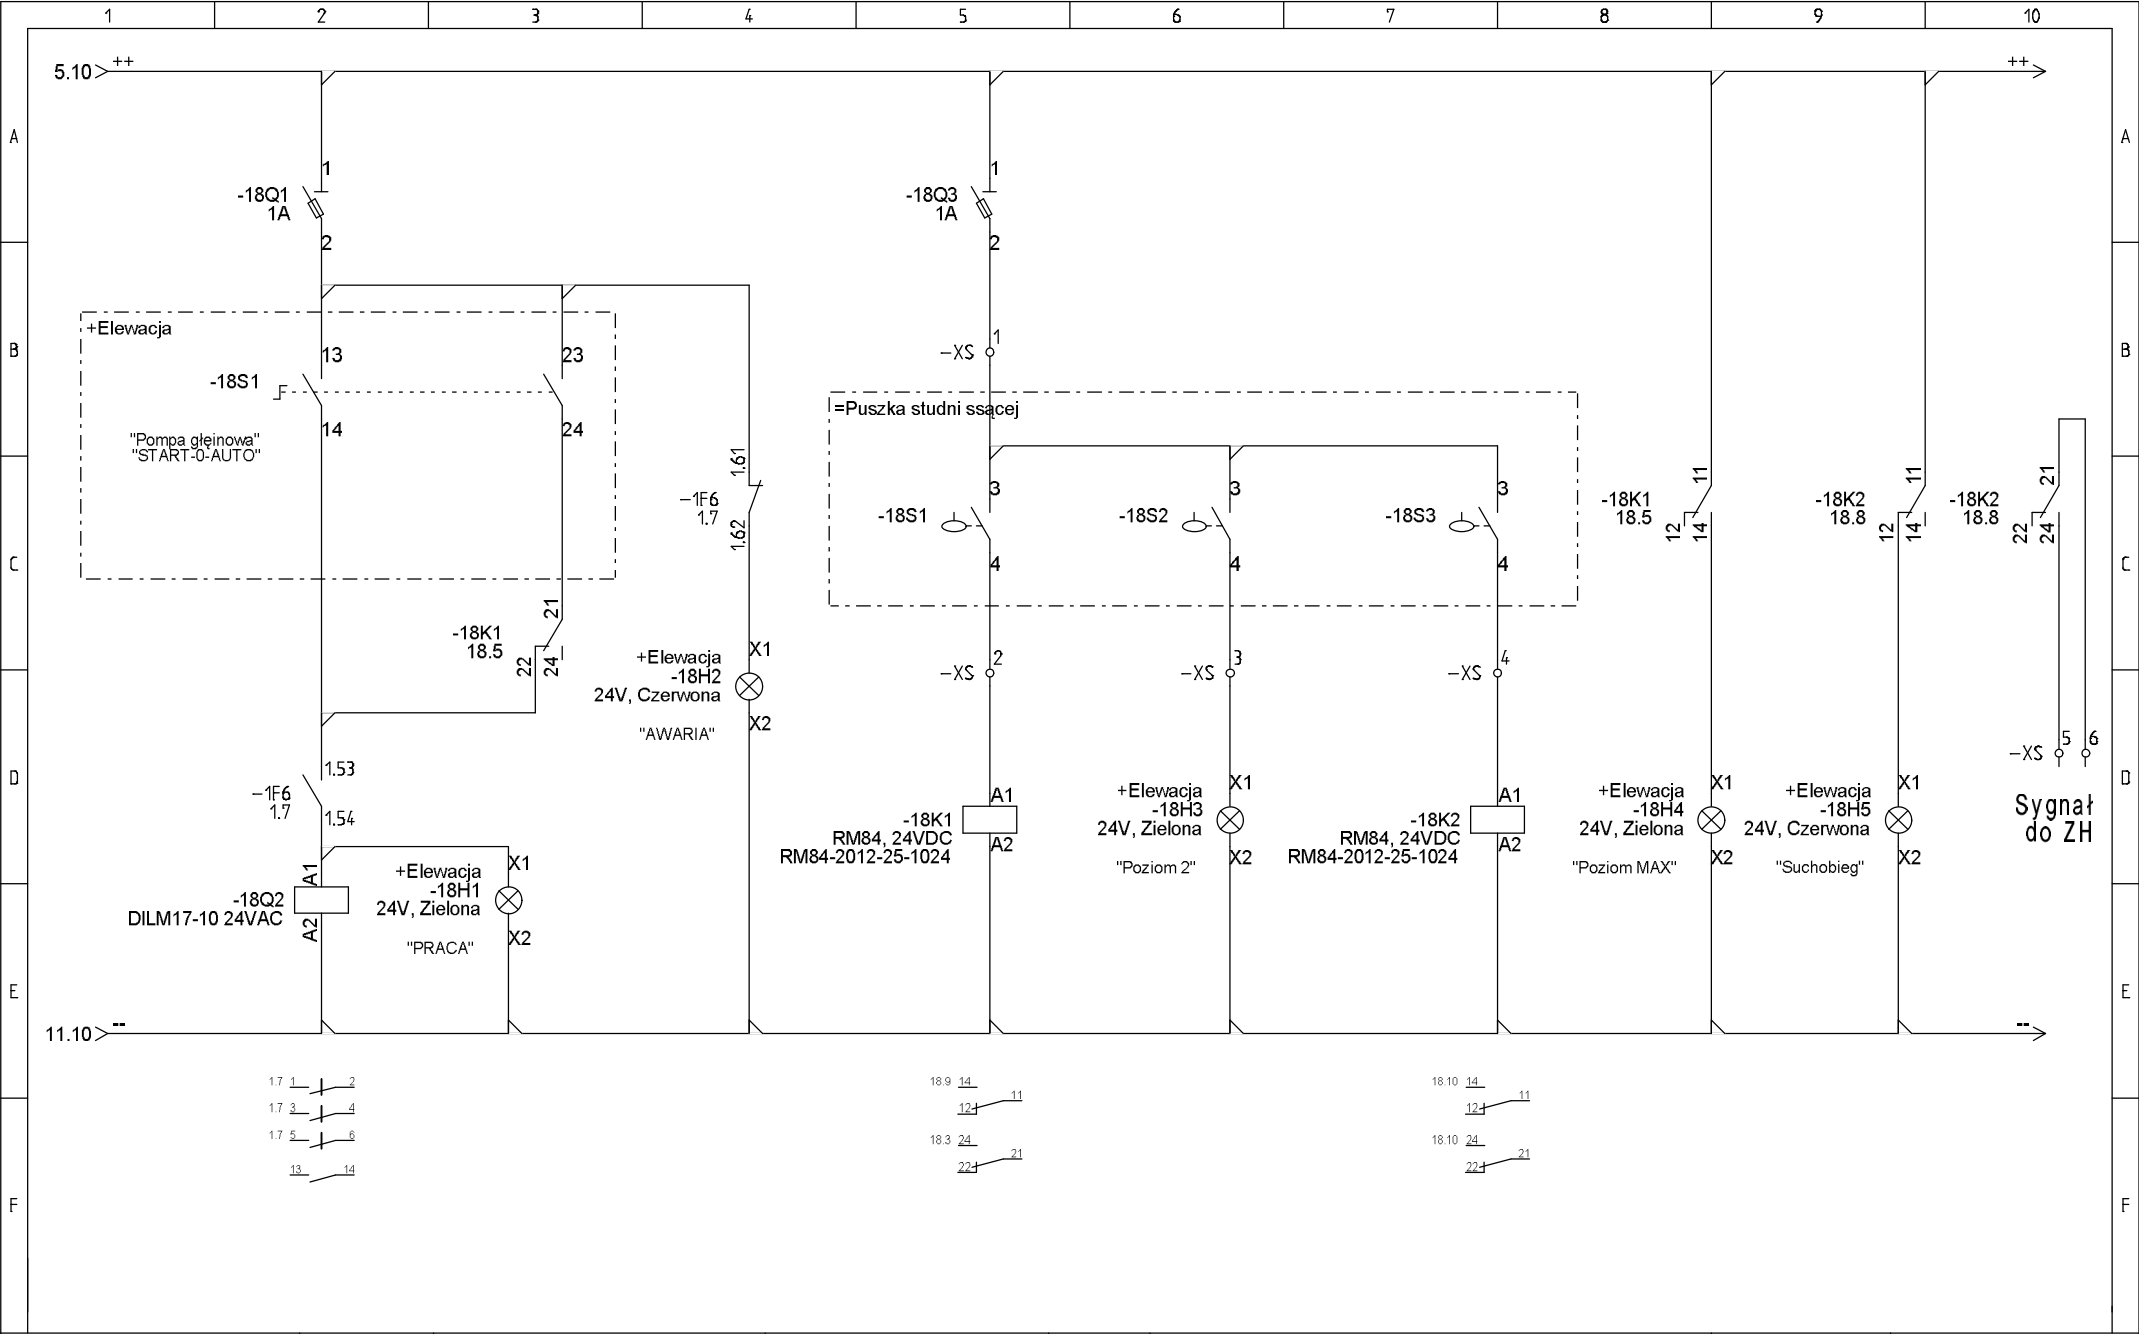 1 2 3 4 5 6 7 8 9 10
5.10 ++ ++
A A
1
-18Q1
1A
2
1
-18Q3
1A
2
+Elewacja
B B
13 23
-18S1
14 24
"Pompa głęinowa"
"START-0-AUTO"
1
-XS
=Puszka studni ssącej
1.61
-1F6
1.7
1.62
3
-18S1
4
3
-18S2
4
3
-18S3
4
11
-18K1
18.5
12 14
11
-18K2
18.8
12 14
21
-18K2
18.8
22 24
C C
21
-18K1
18.5
22 24
X1
+Elewacja
-18H2
24V, Czerwona
X2
"AWARIA"
2
-XS
3
-XS
4
-XS
5 6
-XS
Sygnał
do ZH
D D
1.53
-1F6
1.7
1.54
A1
-18Q2
DILM17-10 24VAC
A2
X1
+Elewacja
-18H1
24V, Zielona
X2
"PRACA"
A1
-18K1
RM84, 24VDC
A2
RM84-2012-25-1024
X1
+Elewacja
-18H3
24V, Zielona
X2
"Poziom 2"
A1
-18K2
RM84, 24VDC
A2
RM84-2012-25-1024
X1
+Elewacja
-18H4
24V, Zielona
X2
"Poziom MAX"
X1
+Elewacja
-18H5
24V, Czerwona
X2
"Suchobieg"
E E
11.10 -- --
1.7 1 2
1.7 3 4
1.7 5 6
13 14
18.9 14
11
12
18.3 24
21
22
18.10 14
11
12
18.10 24
21
22
F F